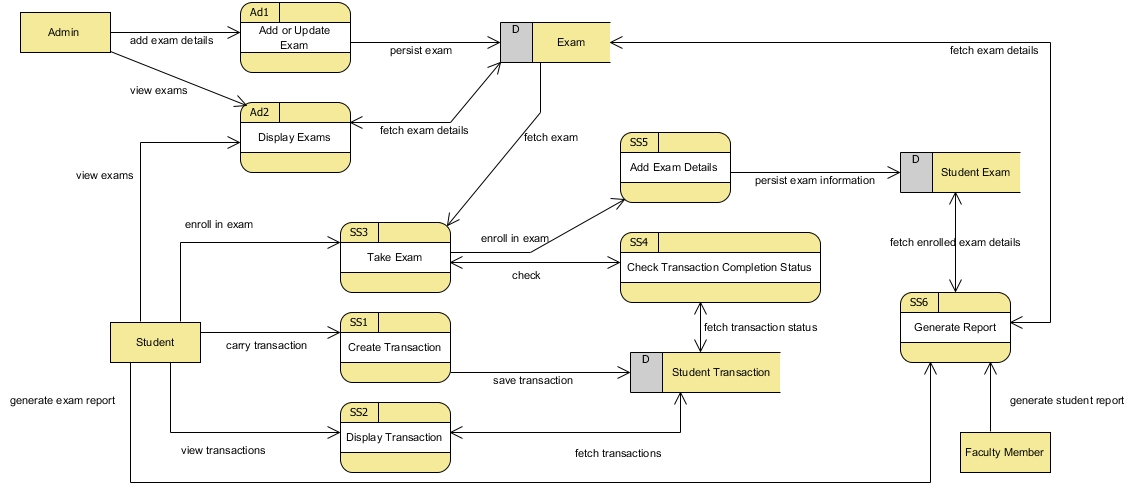 Admin
add exam details
Ad1
Add or Update
Exam
persist exam
D
Exam
fetch exam details
view exams
Ad2
Display Exams
fetch exam details
fetch exam
view exams
SS5
Add Exam Details
persist exam information
D
Student Exam
enroll in exam
SS3
Take Exam
enroll in exam
check
SS4
Check Transaction Completion Status
fetch enrolled exam details
SS6
Generate Report
Student
carry transaction
SS1
Create Transaction
fetch transaction status
save transaction
D
Student Transaction
generate exam report
SS2
Display Transaction
view transactions
fetch transactions
generate student report
Faculty Member